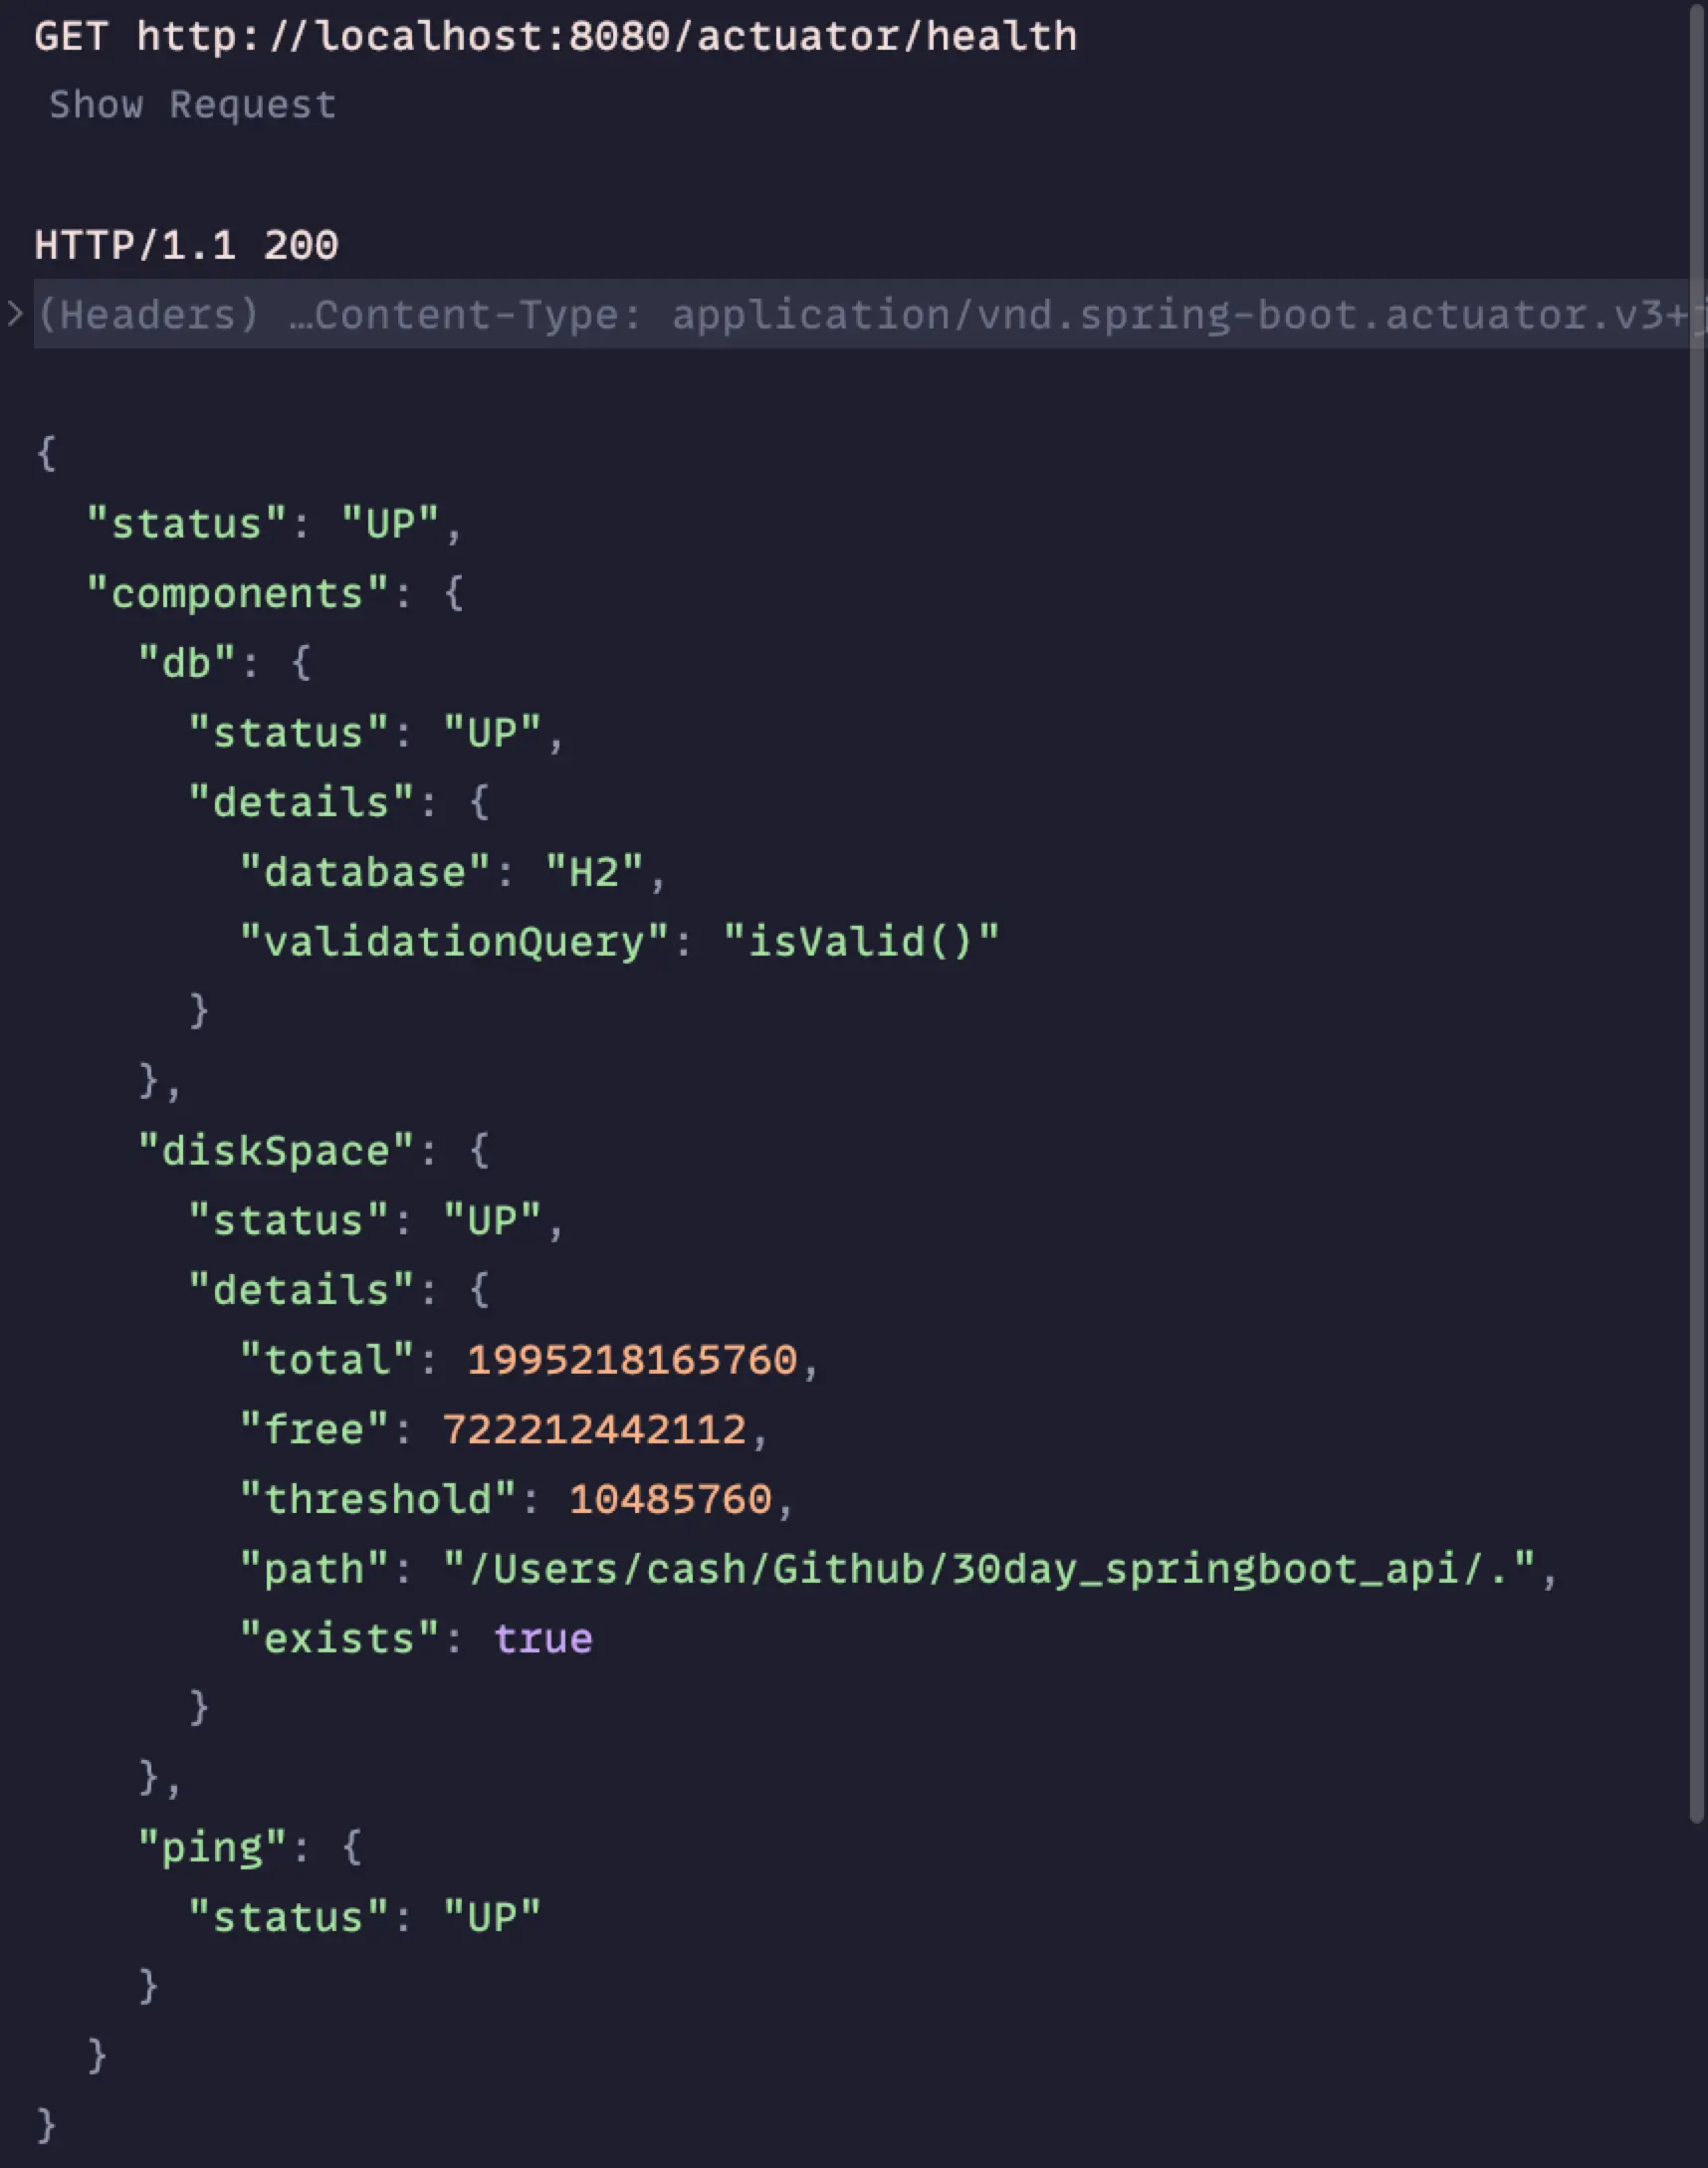 GET http://localhost:8080/actuator/health
Show Request
HTTP/1.1 200
(Headers) …Content-Type: application/vnd.spring-boot.actuator.v3+j
{
  "status": "UP",
  "components": {
    "db": {
      "status": "UP",
      "details": {
        "database": "H2",
        "validationQuery": "isValid()"
      }
    },
    "diskSpace": {
      "status": "UP",
      "details": {
        "total": 1995218165760,
        "free": 722212442112,
        "threshold": 10485760,
        "path": "/Users/cash/Github/30day_springboot_api/.",
        "exists": true
      }
    },
    "ping": {
      "status": "UP"
    }
  }
}